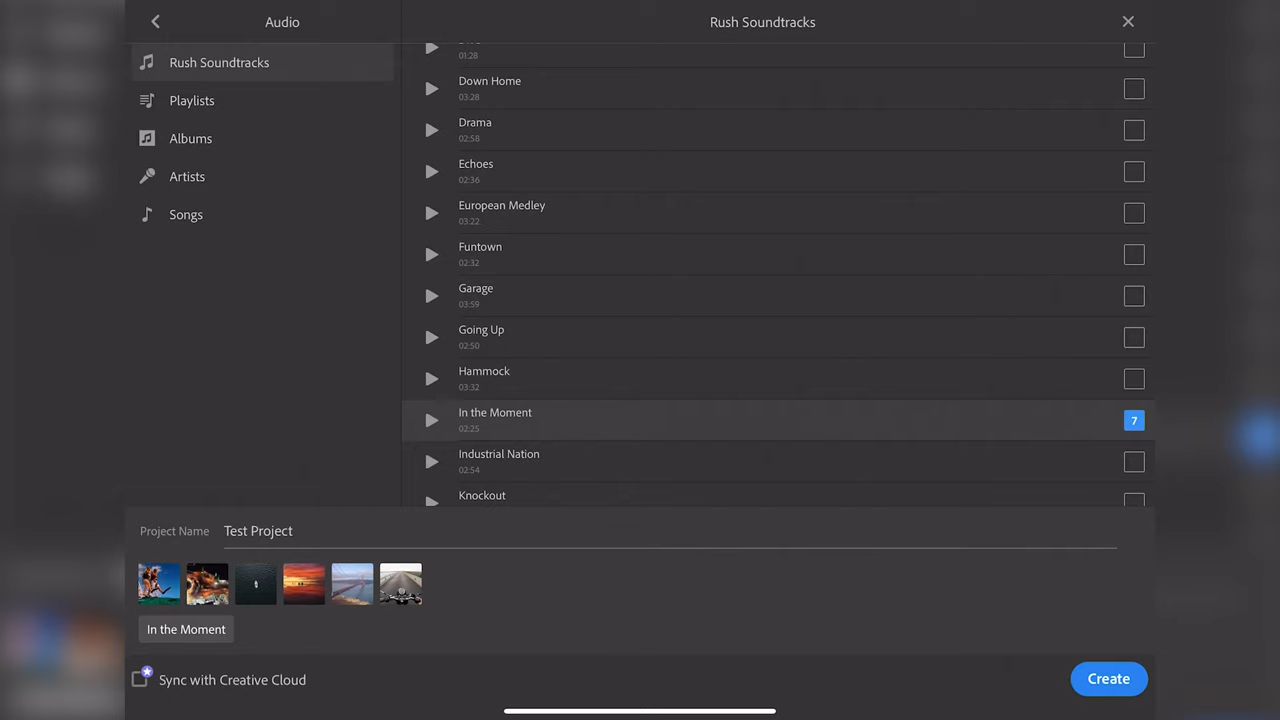 Audio
Rush Soundtracks
Rush Soundtracks
Playlists
Albums
Artists
Songs
01:28
Down Home
03:28
Drama
02:58
Echoes
02:36
European Medley
03:22
Funtown
02:32
Garage
03:59
Going Up
02:50
Hammock
03:32
In the Moment
02:25
7
Industrial Nation
02:54
Knockout
Project Name Test Project
In the Moment
Sync with Creative Cloud
Create